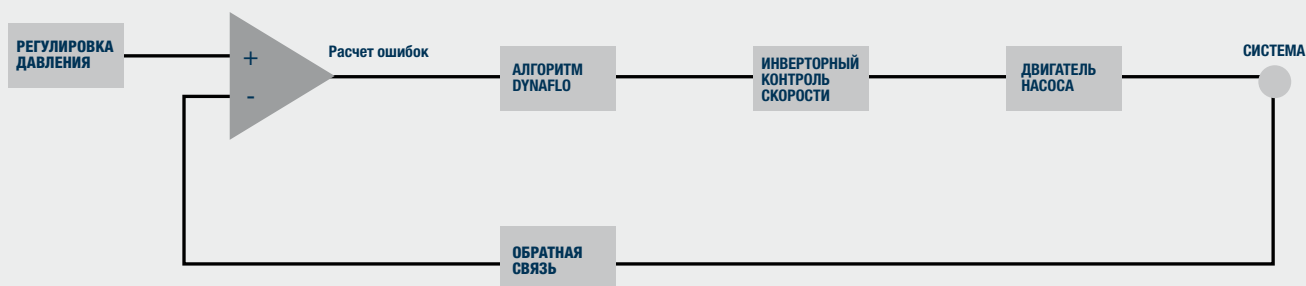 РЕГУЛИРОВКА
ДАВЛЕНИЯ
+
-
Расчет ошибок
АЛГОРИТМ
DYNAFLO
ИНВЕРТОРНЫЙ
КОНТРОЛЬ
СКОРОСТИ
ДВИГАТЕЛЬ
НАСОСА
СИСТЕМА
ОБРАТНАЯ
СВЯЗЬ